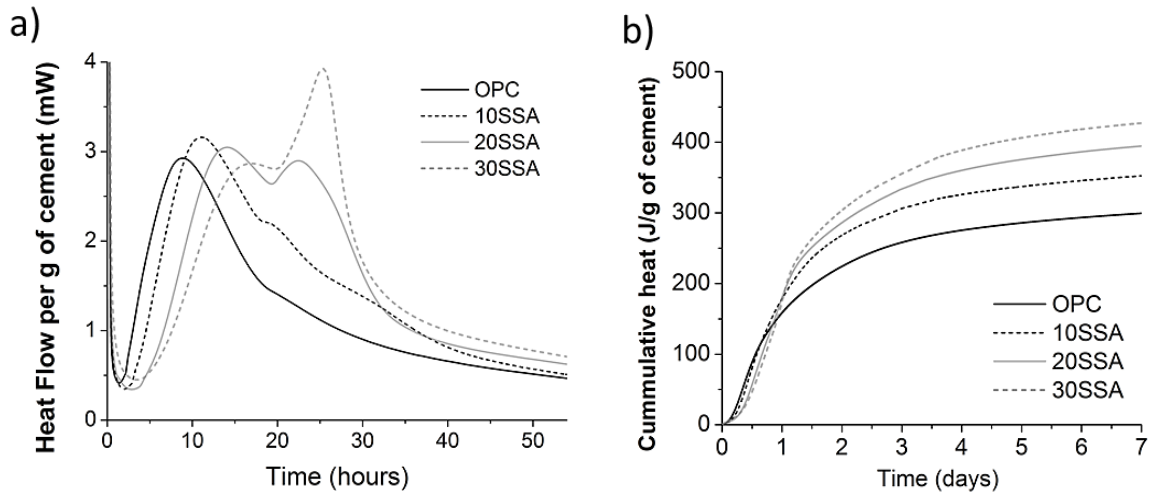 a)
Heat Flow per g of cement (mW)
4
3
2
1
0
0 10 20 30 40 50
Time (hours)
OPC
10SSA
20SSA
30SSA
b)
Cummulative heat (J/g of cement)
500
400
300
200
100
0
0 1 2 3 4 5 6 7
Time (days)
OPC
10SSA
20SSA
30SSA